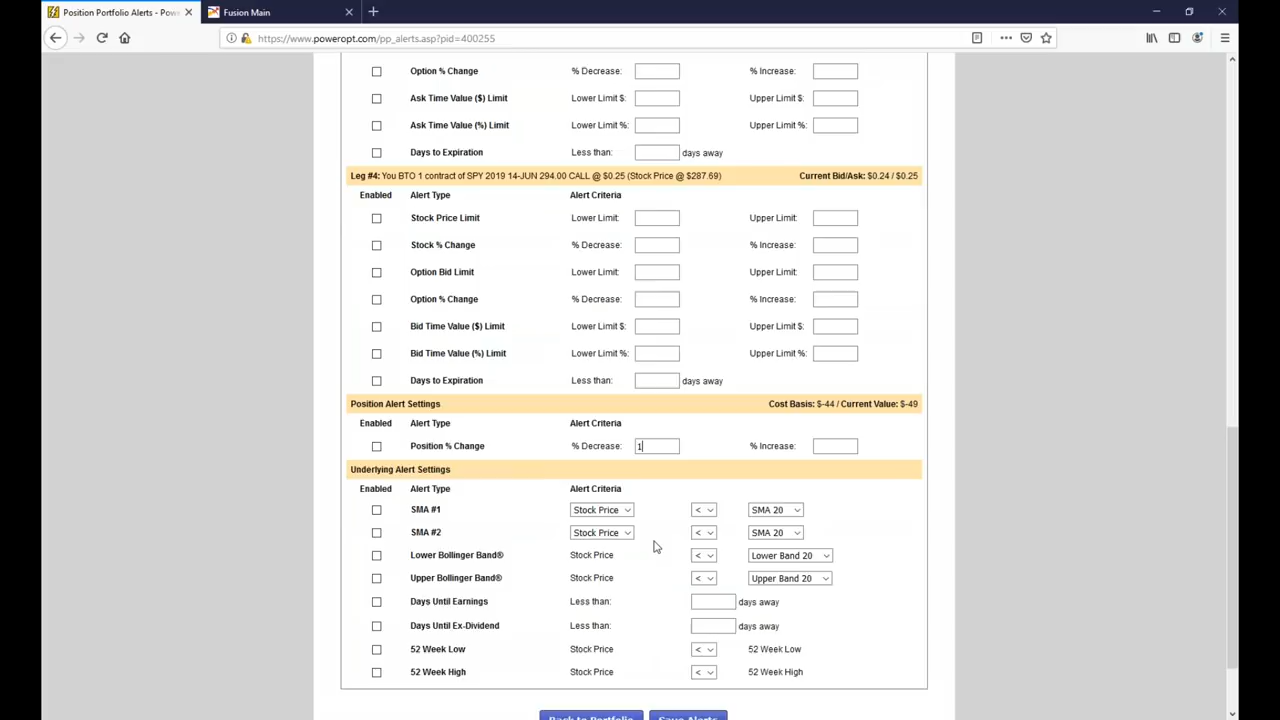 Position Portfolio Alerts - Pow
Fusion Main
https://www.poweropt.com/pp_alerts.asp?pid=400255
Option % Change % Decrease: % Increase:
Ask Time Value ($) Limit Lower Limit $: Upper Limit $:
Ask Time Value (%) Limit Lower Limit %: Upper Limit %:
Days to Expiration Less than: days away
Leg #4: You BTO 1 contract of SPY 2019 14-JUN 294.00 CALL @ $0.25 (Stock Price @ $287.69) Current Bid/Ask: $0.24 / $0.25
Enabled Alert Type Alert Criteria
Stock Price Limit Lower Limit: Upper Limit:
Stock % Change % Decrease: % Increase:
Option Bid Limit Lower Limit: Upper Limit:
Option % Change % Decrease: % Increase:
Bid Time Value ($) Limit Lower Limit $: Upper Limit $:
Bid Time Value (%) Limit Lower Limit %: Upper Limit %:
Days to Expiration Less than: days away
Position Alert Settings Cost Basis: $-44 / Current Value: $-49
Enabled Alert Type Alert Criteria
Position % Change % Decrease: 1 % Increase:
Underlying Alert Settings
Enabled Alert Type Alert Criteria
SMA #1 Stock Price < SMA 20
SMA #2 Stock Price < SMA 20
Lower Bollinger Band® Stock Price < Lower Band 20
Upper Bollinger Band® Stock Price < Upper Band 20
Days Until Earnings Less than: days away
Days Until Ex-Dividend Less than: days away
52 Week Low Stock Price < 52 Week Low
52 Week High Stock Price < 52 Week High
Back to Portfolio Save Alerts